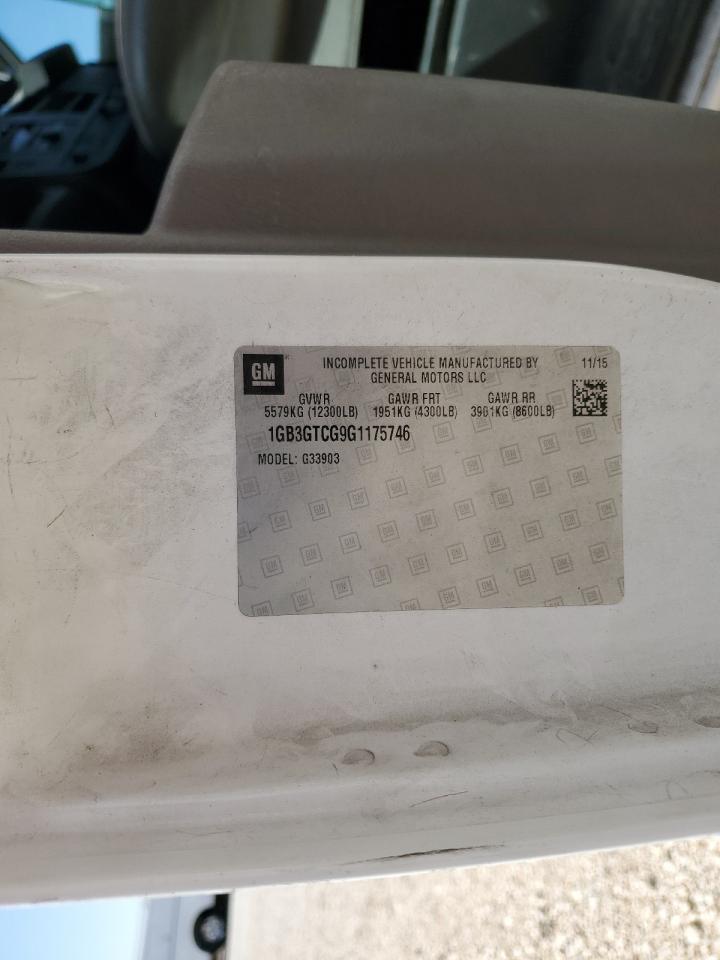 GM
INCOMPLETE VEHICLE MANUFACTURED BY
GENERAL MOTORS LLC
11/15
GVWR GAWR FRT GAWR RR
5579KG (12300LB) 1951KG (4300LB) 3901KG (8600LB)
1GB3GTCG9G1175746
MODEL: G33903